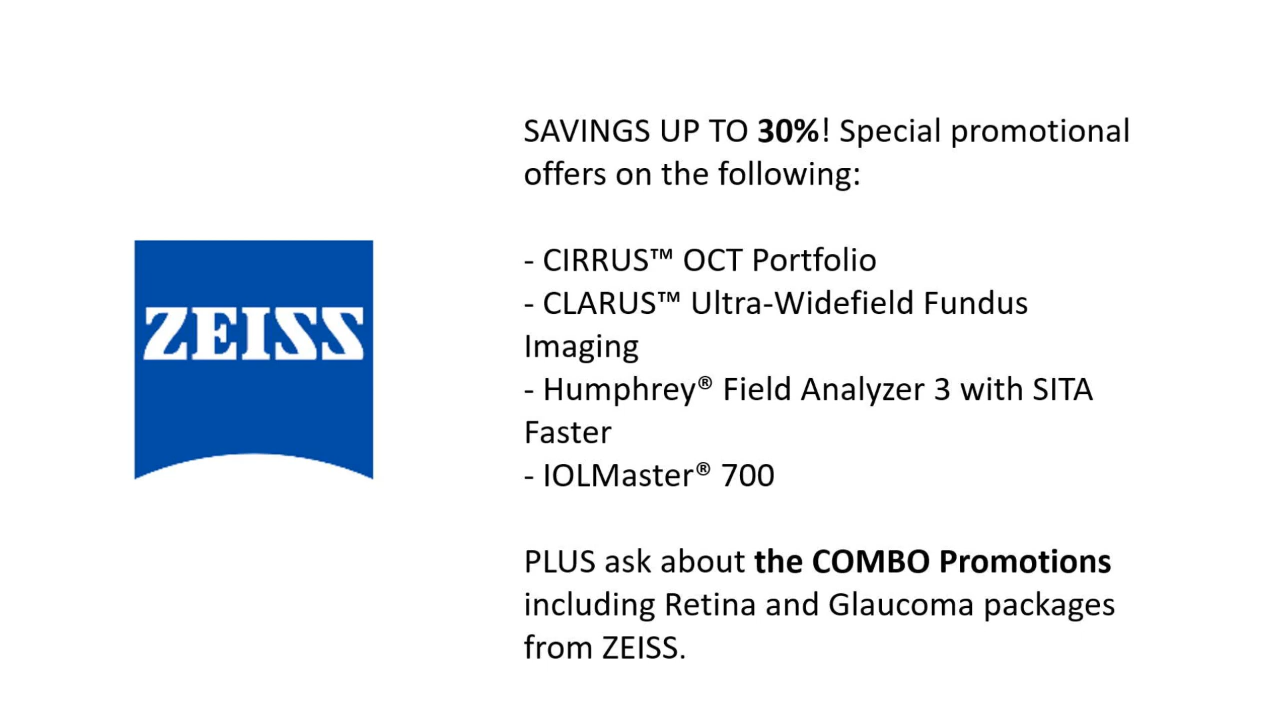 SAVINGS UP TO 30%! Special promotional
offers on the following:
- CIRRUS™ OCT Portfolio
- CLARUS™ Ultra-Widefield Fundus
Imaging
- Humphrey® Field Analyzer 3 with SITA
Faster
- IOLMaster® 700
PLUS ask about the COMBO Promotions
including Retina and Glaucoma packages
from ZEISS.
ZEISS